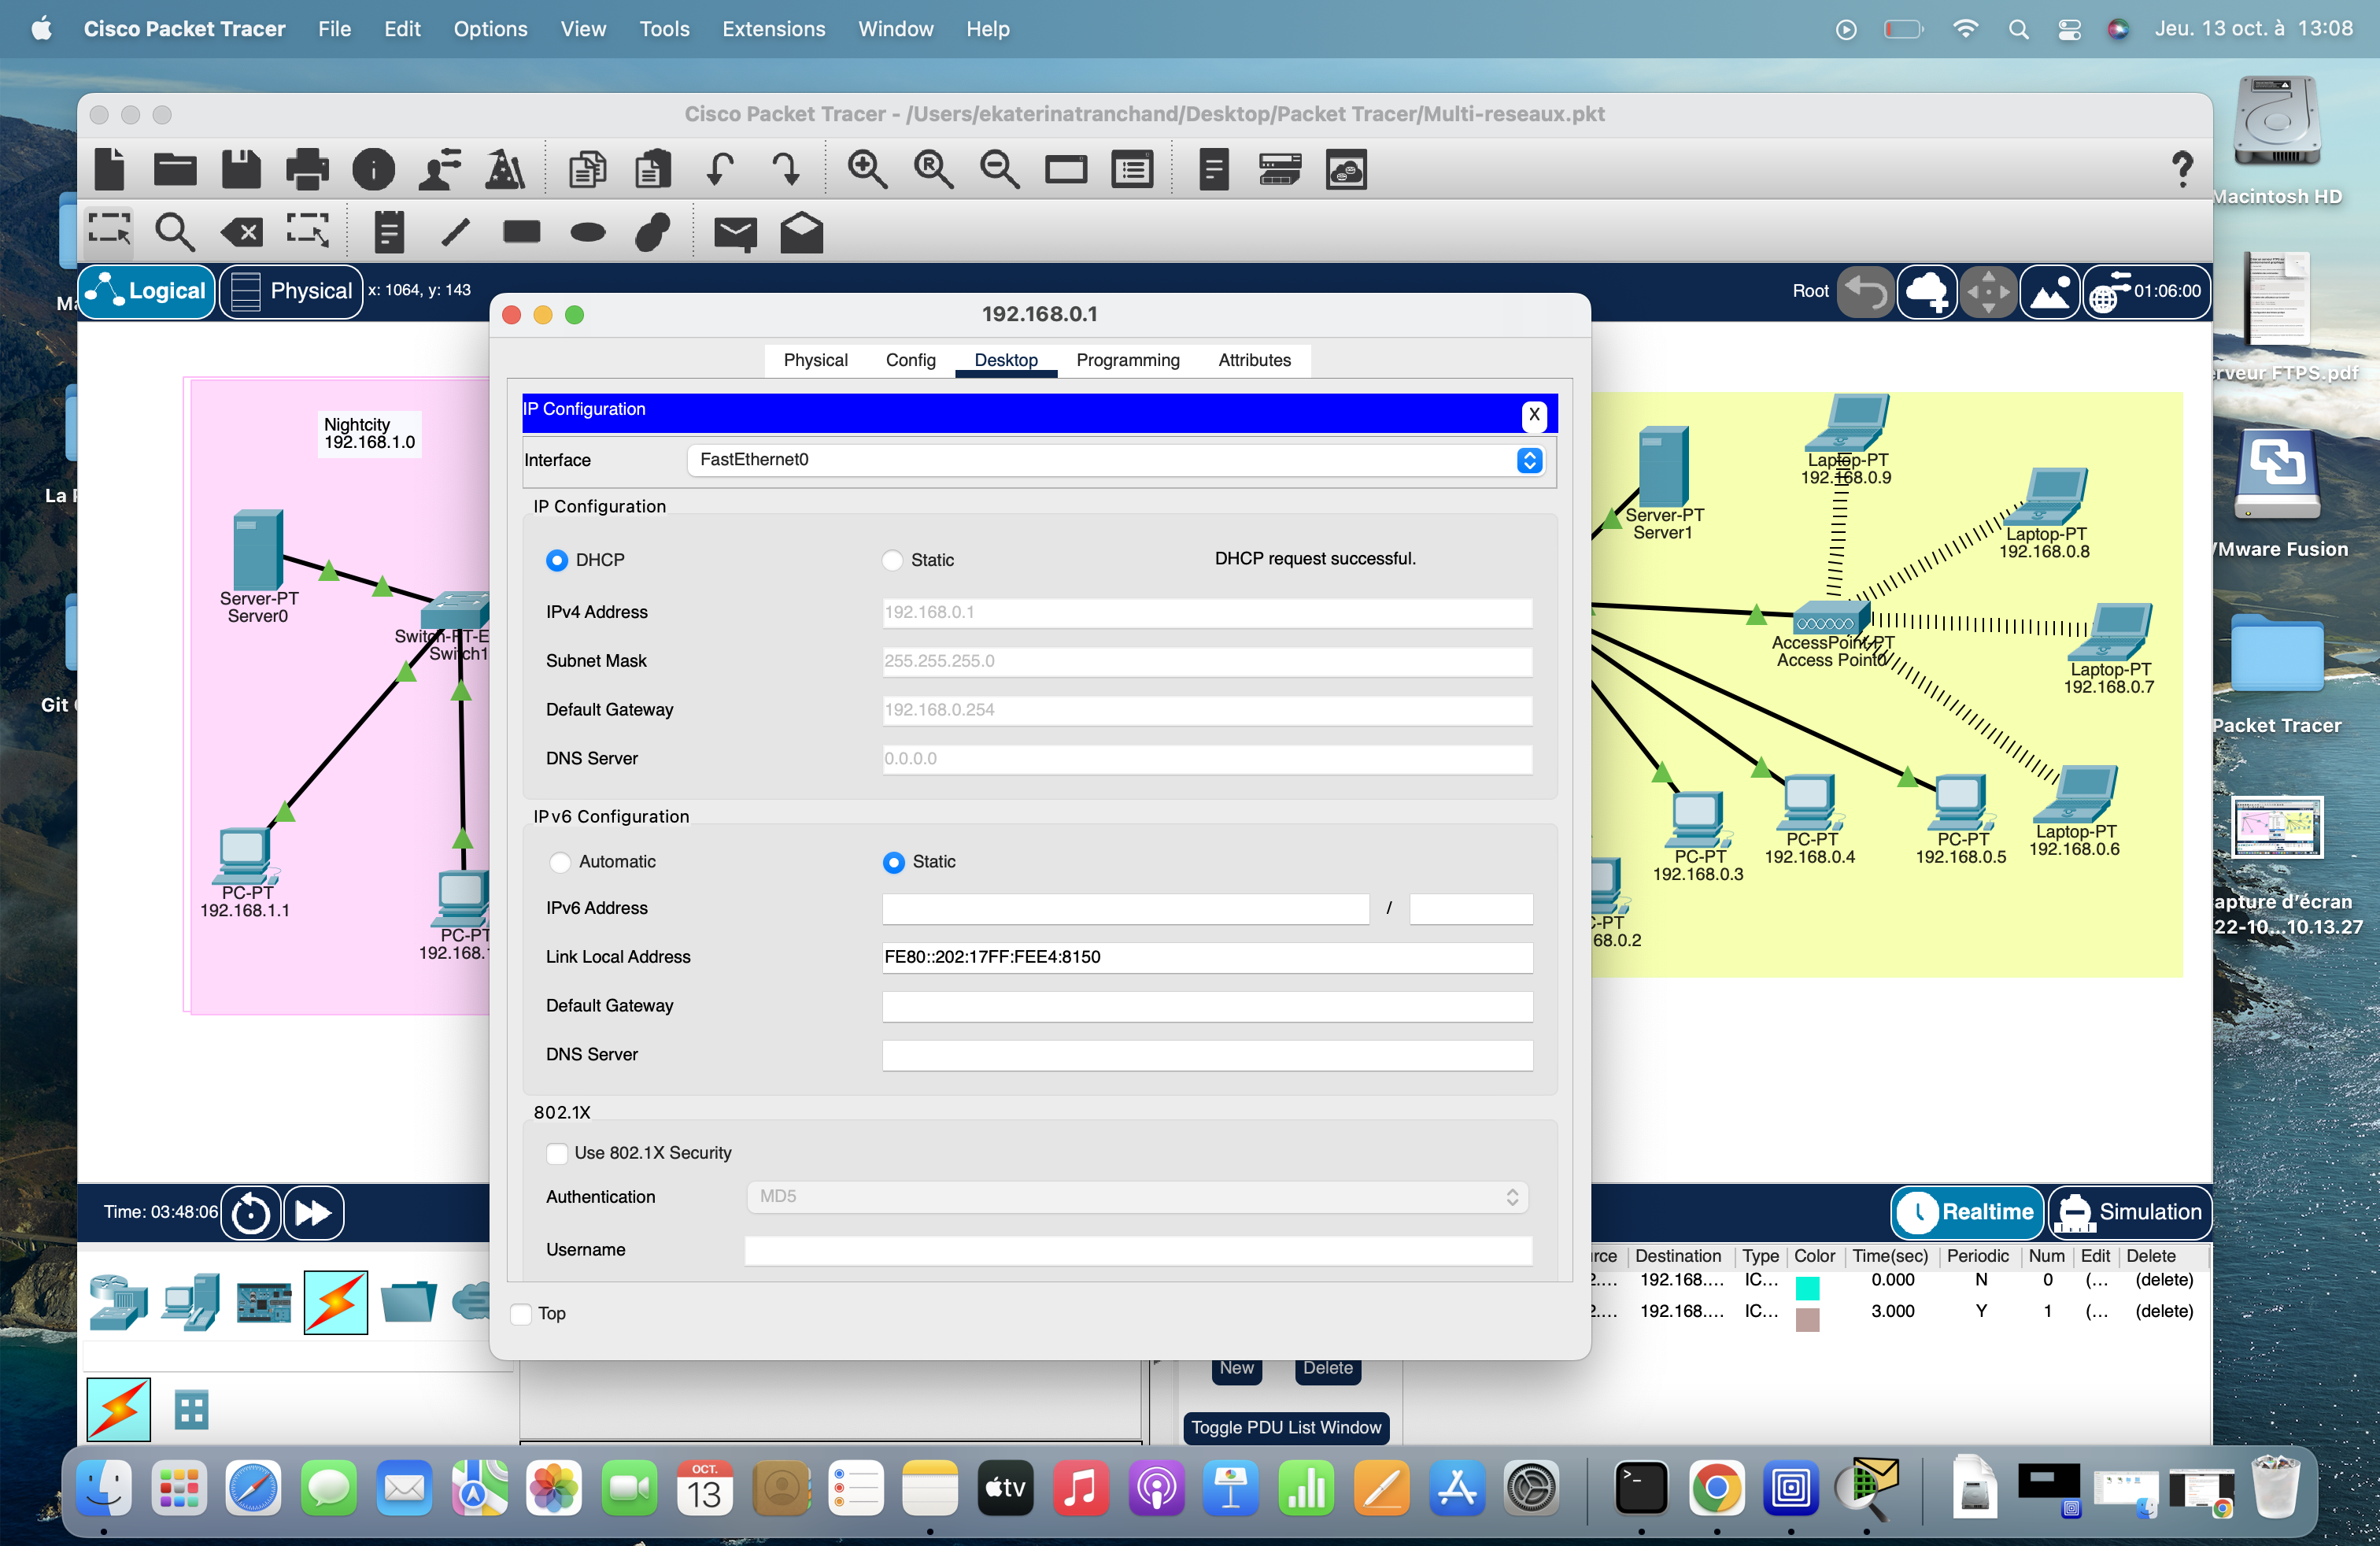 Cisco Packet Tracer File Edit Options View Tools Extensions Window Help Jeu. 13 oct. à 13:08
Cisco Packet Tracer - /Users/ekaterinatranchand/Desktop/Packet Tracer/Multi-reseaux.pkt
Macintosh HD
Logical Physical x: 1064, y: 143 Root 01:06:00
192.168.0.1
Physical Config Desktop Programming Attributes
IP Configuration X
Interface FastEthernet0
IP Configuration
DHCP Static DHCP request successful.
IPv4 Address 192.168.0.1
Subnet Mask 255.255.255.0
Default Gateway 192.168.0.254
DNS Server 0.0.0.0
IPv6 Configuration
Automatic Static
IPv6 Address /
Link Local Address FE80::202:17FF:FEE4:8150
Default Gateway
DNS Server
802.1X
Use 802.1X Security
Authentication MD5
Username
Top
Nightcity
192.168.1.0
Server-PT
Server0
Switch-PT-E
Switch1
PC-PT
192.168.1.1
PC-PT
192.168.
Server-PT
Server1
Laptop-PT
192.168.0.9
Laptop-PT
192.168.0.8
AccessPoint-PT
Access Point0
Laptop-PT
192.168.0.7
Laptop-PT
192.168.0.6
PC-PT
192.168.0.5
PC-PT
192.168.0.4
PC-PT
192.168.0.3
-PT
68.0.2
erveur FTPS.pdf
VMware Fusion
Packet Tracer
apture d'écran
22-10...10.13.27
La
Git
Time: 03:48:06 Realtime Simulation
rce Destination Type Color Time(sec) Periodic Num Edit Delete
2.... 192.168.... IC... 0.000 N 0 (... (delete)
2.... 192.168.... IC... 3.000 Y 1 (... (delete)
New Delete
Toggle PDU List Window
OCT.
13
tv